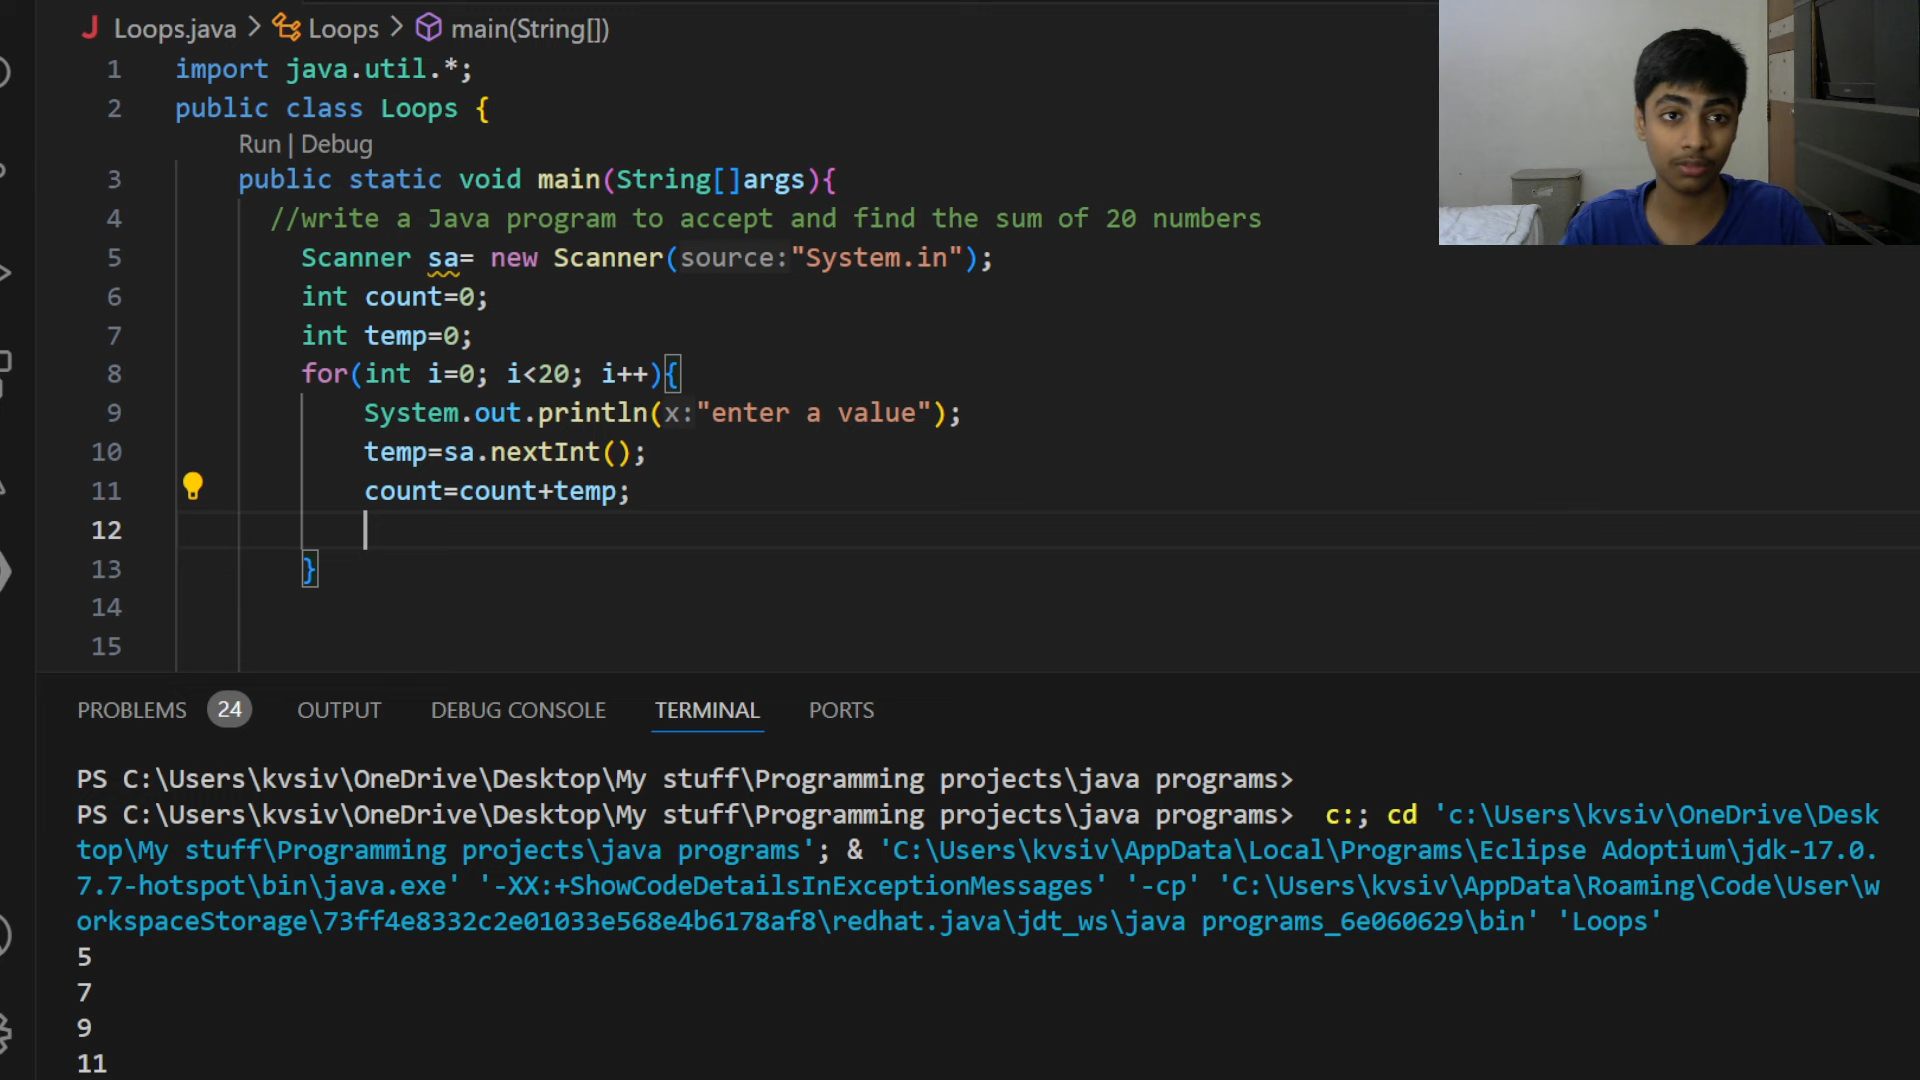 Loops.java > Loops > main(String[])
1 import java.util.*;
2 public class Loops {
Run | Debug
3 public static void main(String[]args){
4 //write a Java program to accept and find the sum of 20 numbers
5 Scanner sa= new Scanner(source:"System.in");
6 int count=0;
7 int temp=0;
8 for(int i=0; i<20; i++){
9 System.out.println(x:"enter a value");
10 temp=sa.nextInt();
11 count=count+temp;
12
13 }
14
15
PROBLEMS 24 OUTPUT DEBUG CONSOLE TERMINAL PORTS
PS C:\Users\kvsiv\OneDrive\Desktop\My stuff\Programming projects\java programs>
PS C:\Users\kvsiv\OneDrive\Desktop\My stuff\Programming projects\java programs> c:; cd 'c:\Users\kvsiv\OneDrive\Desk
top\My stuff\Programming projects\java programs'; & 'C:\Users\kvsiv\AppData\Local\Programs\Eclipse Adoptium\jdk-17.0.
7.7-hotspot\bin\java.exe' '-XX:+ShowCodeDetailsInExceptionMessages' '-cp' 'C:\Users\kvsiv\AppData\Roaming\Code\User\w
orkspaceStorage\73ff4e8332c2e01033e568e4b6178af8\redhat.java\jdt_ws\java programs_6e060629\bin' 'Loops'
5
7
9
11